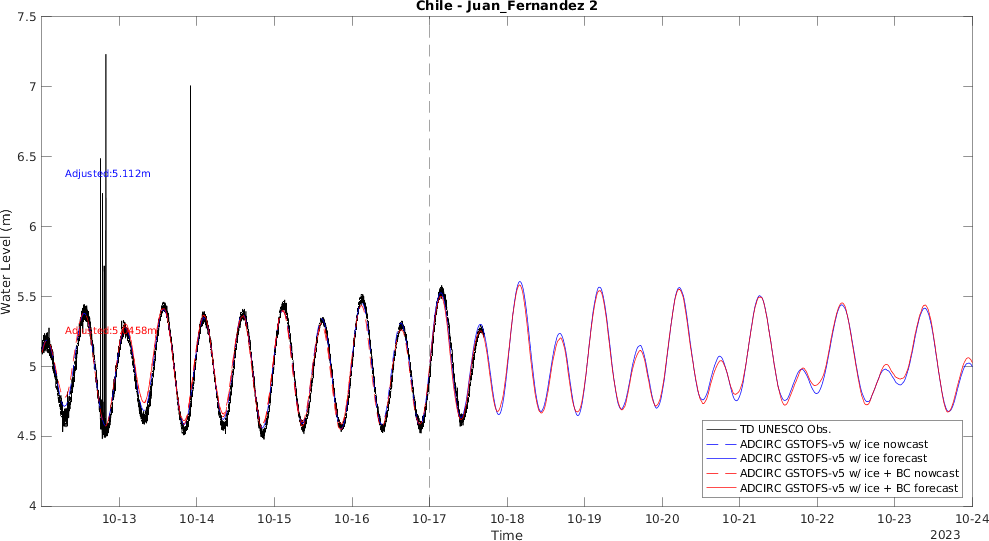 Chile - Juan_Fernandez 2
7.5
7
6.5
6
5.5
5
4.5
4
Water Level (m)
Adjusted:5.112m
TD UNESCO Obs.
ADCIRC GSTOFS-v5 w/ ice nowcast
ADCIRC GSTOFS-v5 w/ ice forecast
ADCIRC GSTOFS-v5 w/ ice + BC nowcast
ADCIRC GSTOFS-v5 w/ ice + BC forecast
10-13 10-14 10-15 10-16 10-17 10-18 10-19 10-20 10-21 10-22 10-23 10-24
Time
2023